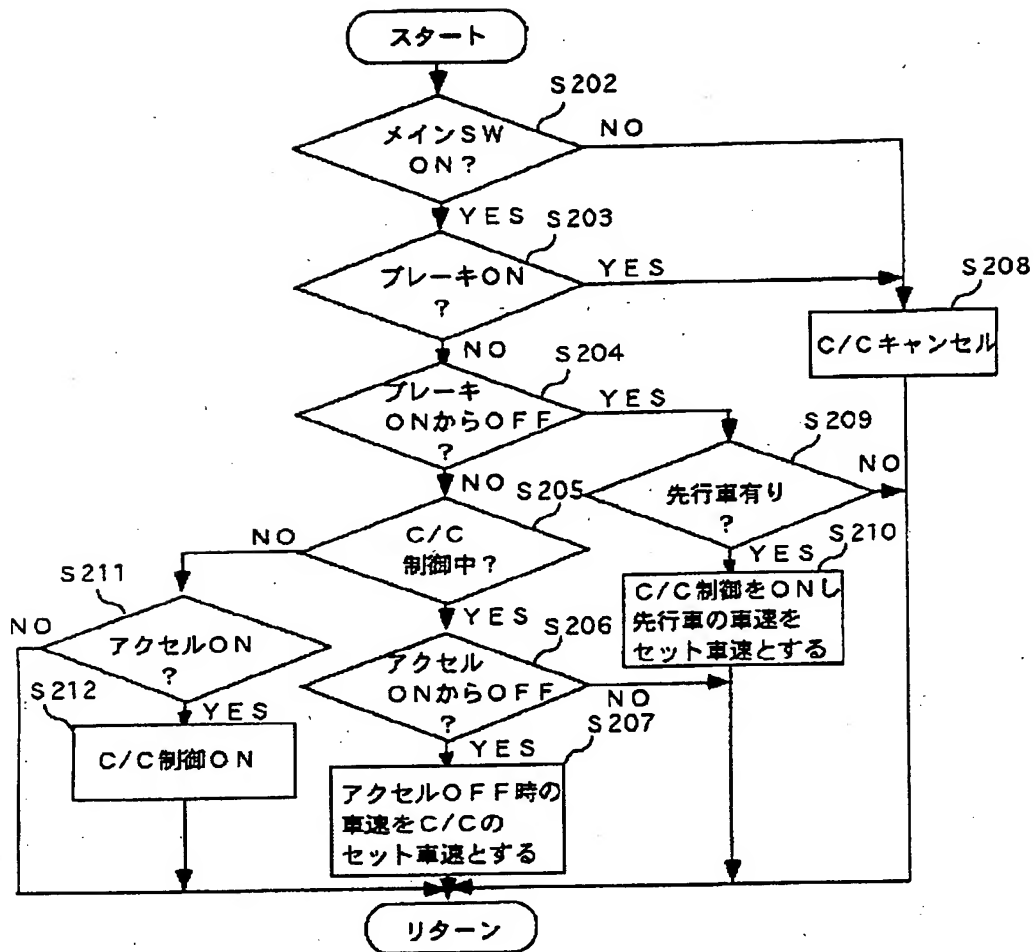 スタート
S202
メインSW
ON?
NO
YES
S203
ブレーキON
?
YES
S208
C/Cキャンセル
NO
S204
ブレーキ
ONからOFF
?
YES
S209
先行車有り
?
NO
NO
S205
C/C
制御中?
NO
YES
S210
C/C制御をONし
先行車の車速を
セット車速とする
S211
アクセルON
?
NO
YES
S206
アクセル
ONからOFF
?
NO
S212
YES
C/C制御ON
YES
S207
アクセルOFF時の
車速をC/Cの
セット車速とする
リターン